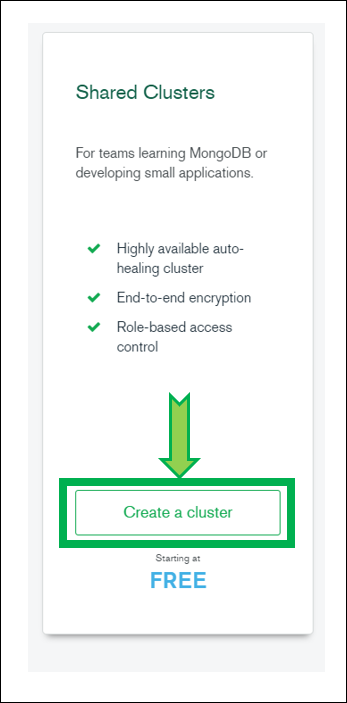 Shared Clusters
For teams learning MongoDB or
developing small applications.
Highly available auto-
healing cluster
End-to-end encryption
Role-based access
control
Create a cluster
Starting at
FREE